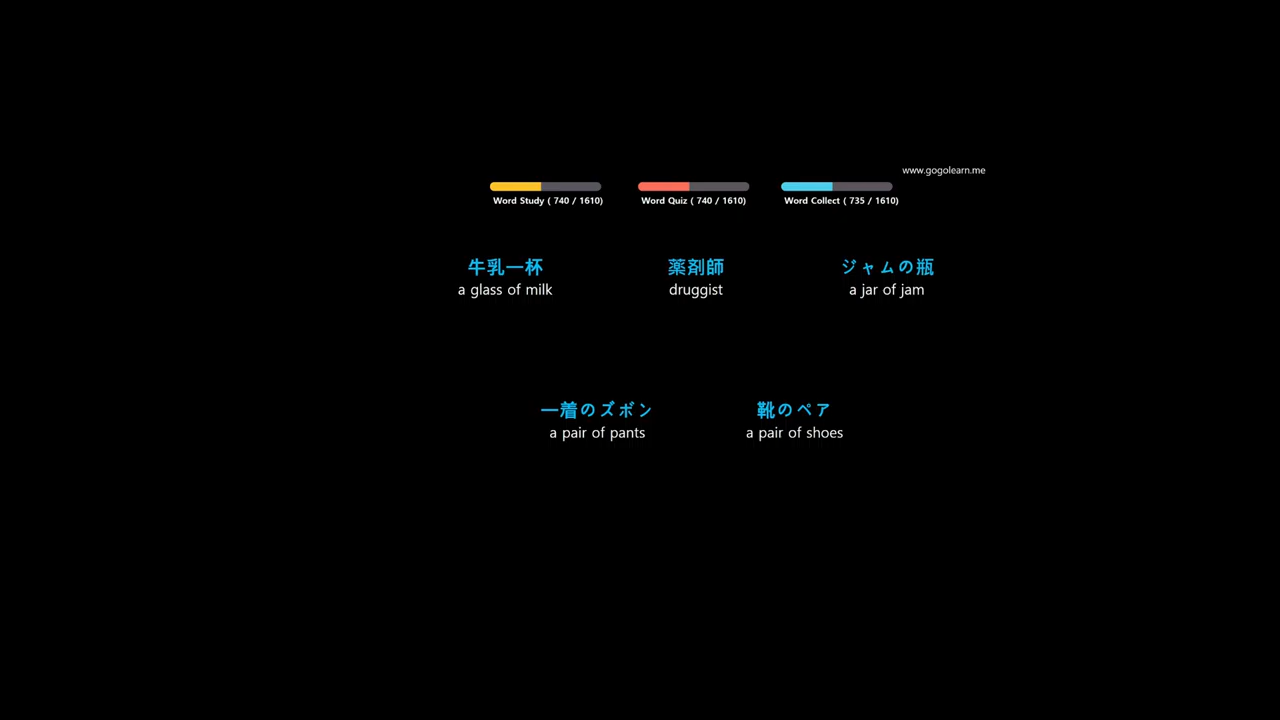 www.gogolearn.me
Word Study ( 740 / 1610)
Word Quiz ( 740 / 1610)
Word Collect ( 735 / 1610)
牛乳一杯
a glass of milk
薬剤師
druggist
ジャムの瓶
a jar of jam
一着のズボン
a pair of pants
靴のペア
a pair of shoes